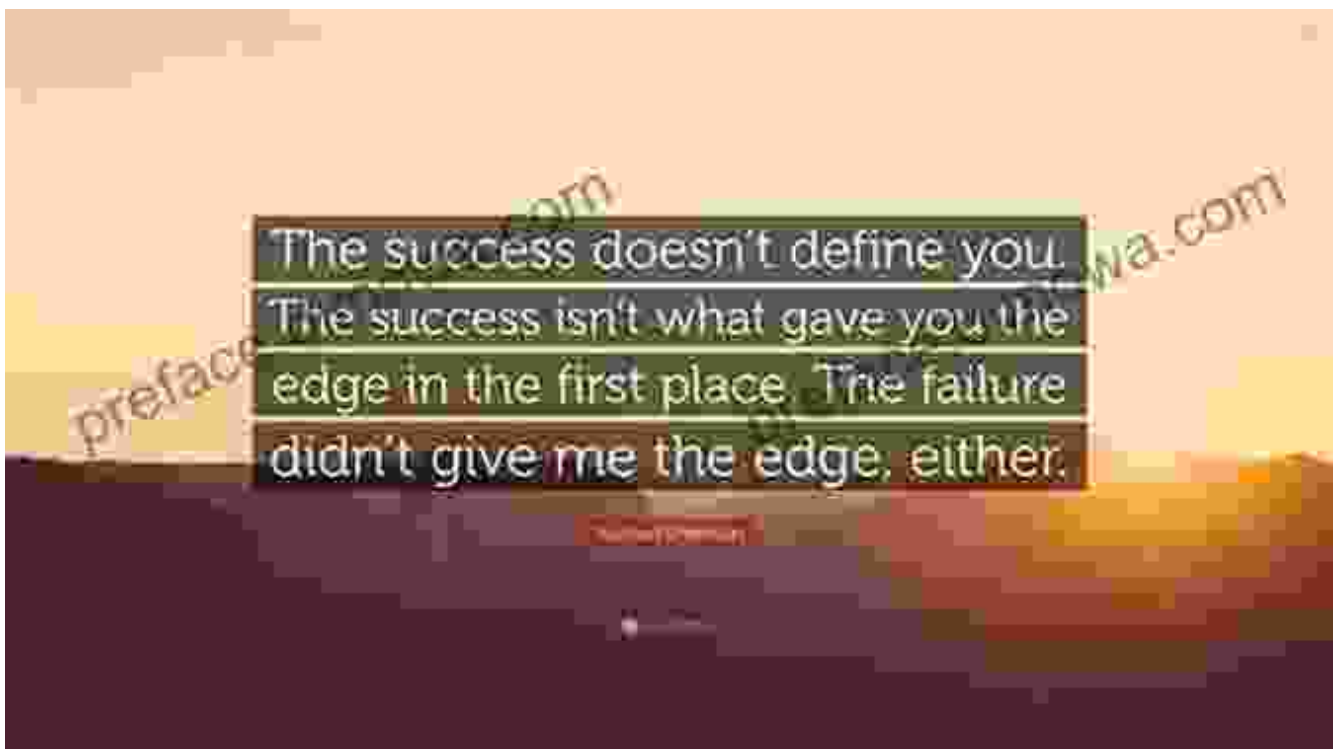 The success doesn't define you.
The success isn't what gave you the
edge in the first place. The failure
didn't give me the edge, either.